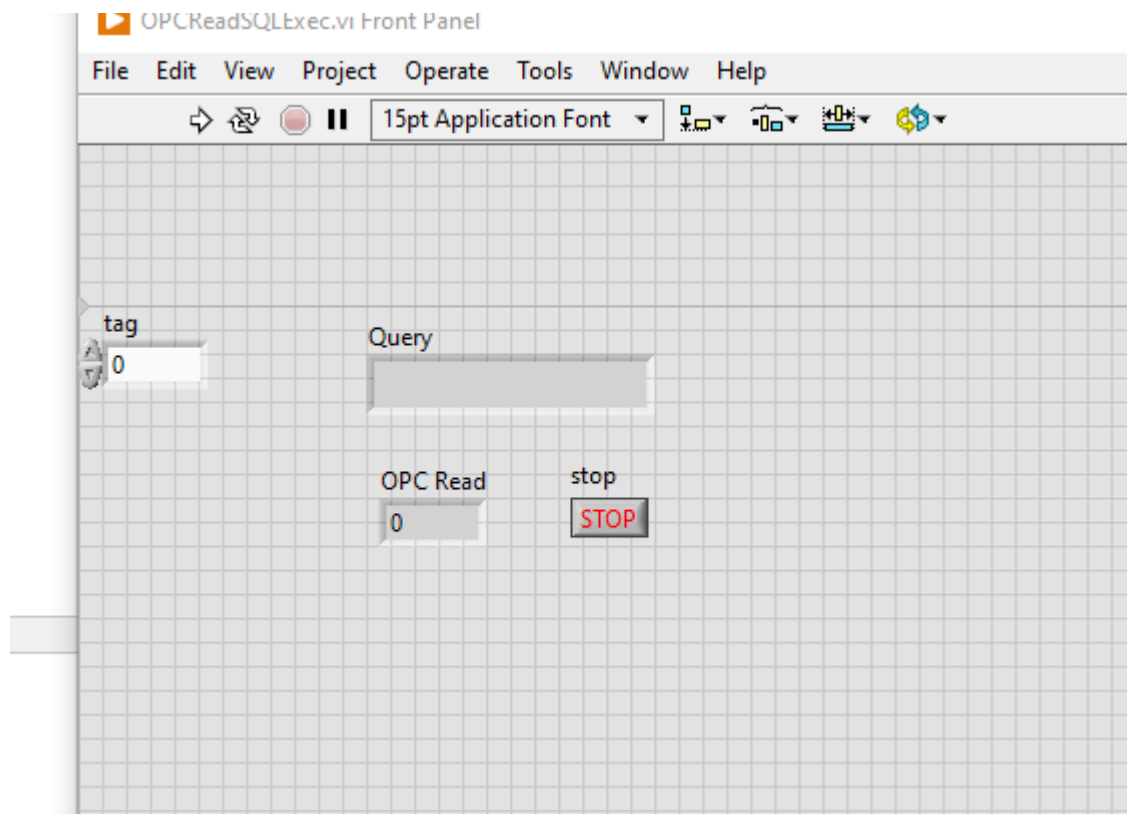 OPCReadSQLExec.vi Front Panel
File Edit View Project Operate Tools Window Help
15pt Application Font
tag
0
Query
OPC Read
0
stop
STOP